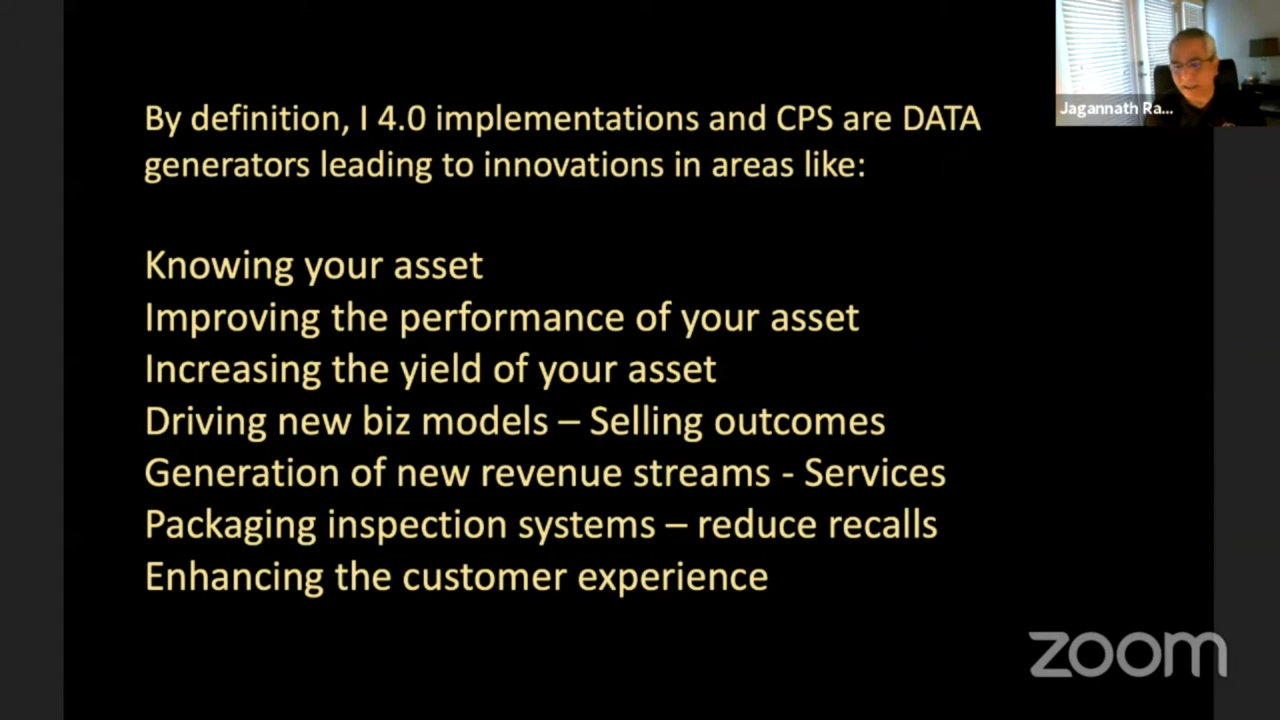 By definition, I 4.0 implementations and CPS are DATA
generators leading to innovations in areas like:
Knowing your asset
Improving the performance of your asset
Increasing the yield of your asset
Driving new biz models – Selling outcomes
Generation of new revenue streams - Services
Packaging inspection systems – reduce recalls
Enhancing the customer experience
Jagannath Ra...
zoom